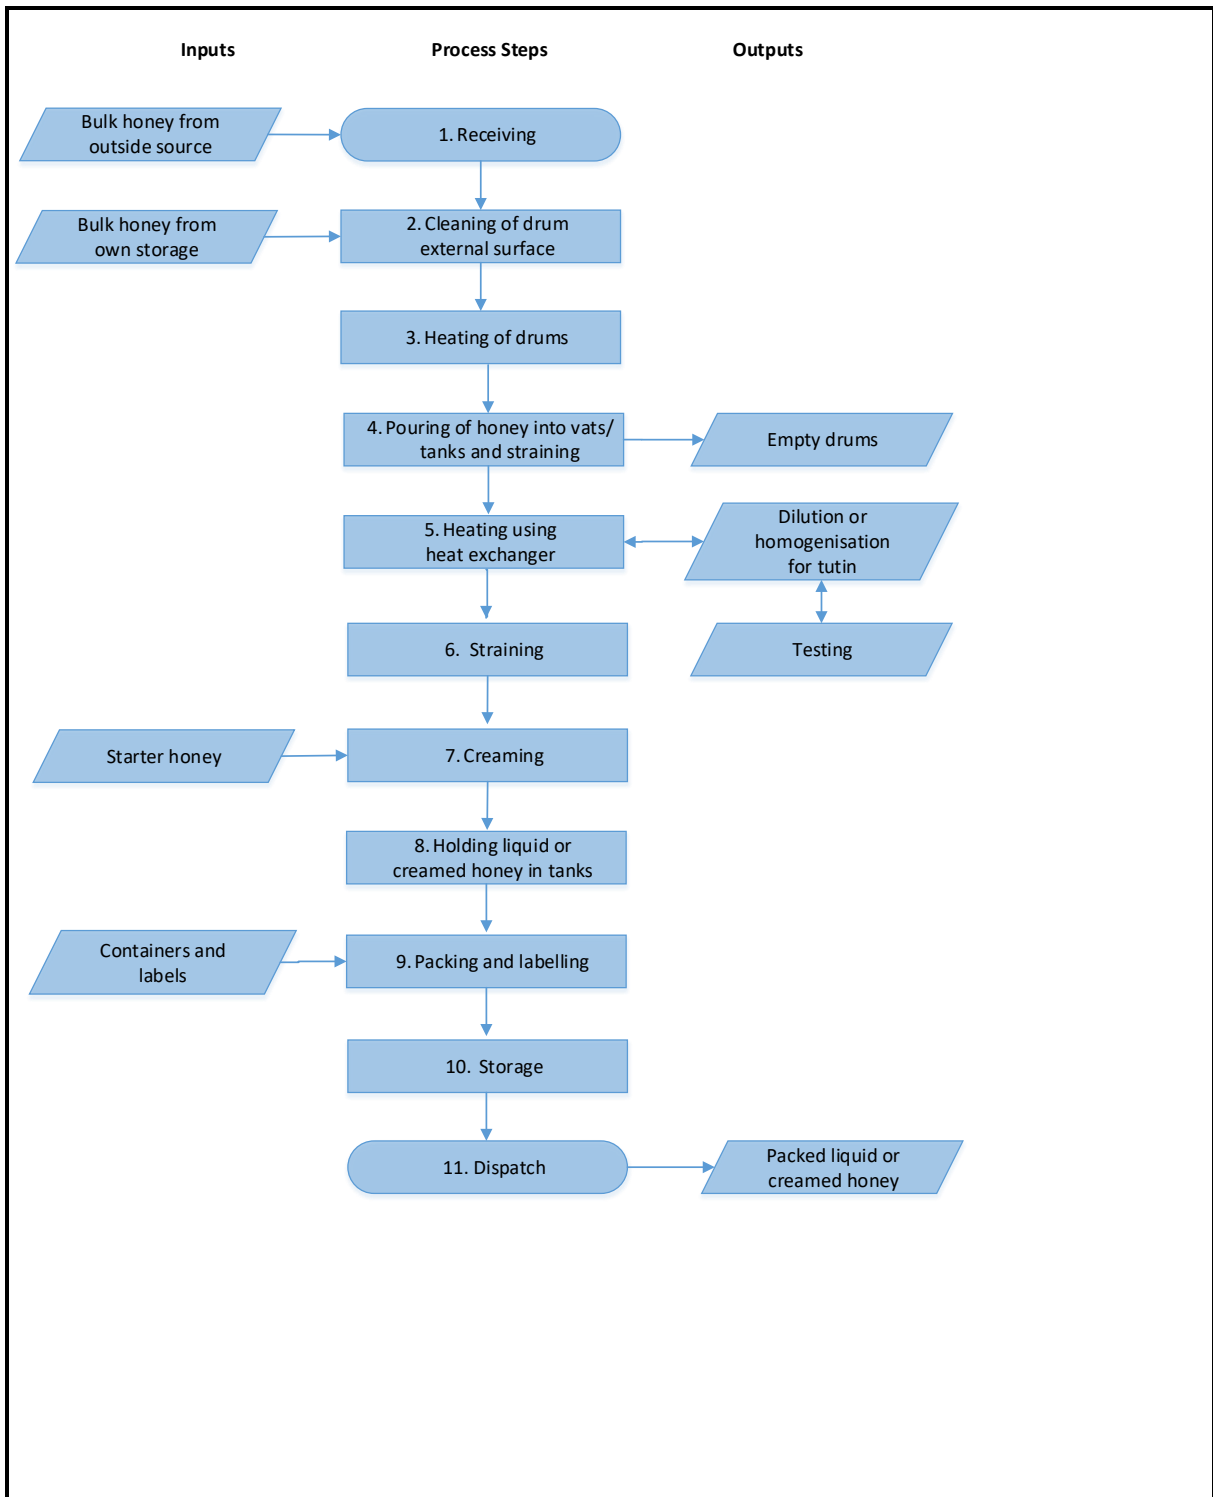 Inputs
Process Steps
Outputs
Bulk honey from
outside source
1. Receiving
Bulk honey from
own storage
2. Cleaning of drum
external surface
3. Heating of drums
4. Pouring of honey into vats/
tanks and straining
Empty drums
5. Heating using
heat exchanger
Dilution or
homogenisation
for tutin
6. Straining
Testing
Starter honey
7. Creaming
8. Holding liquid or
creamed honey in tanks
Containers and
labels
9. Packing and labelling
10. Storage
11. Dispatch
Packed liquid or
creamed honey